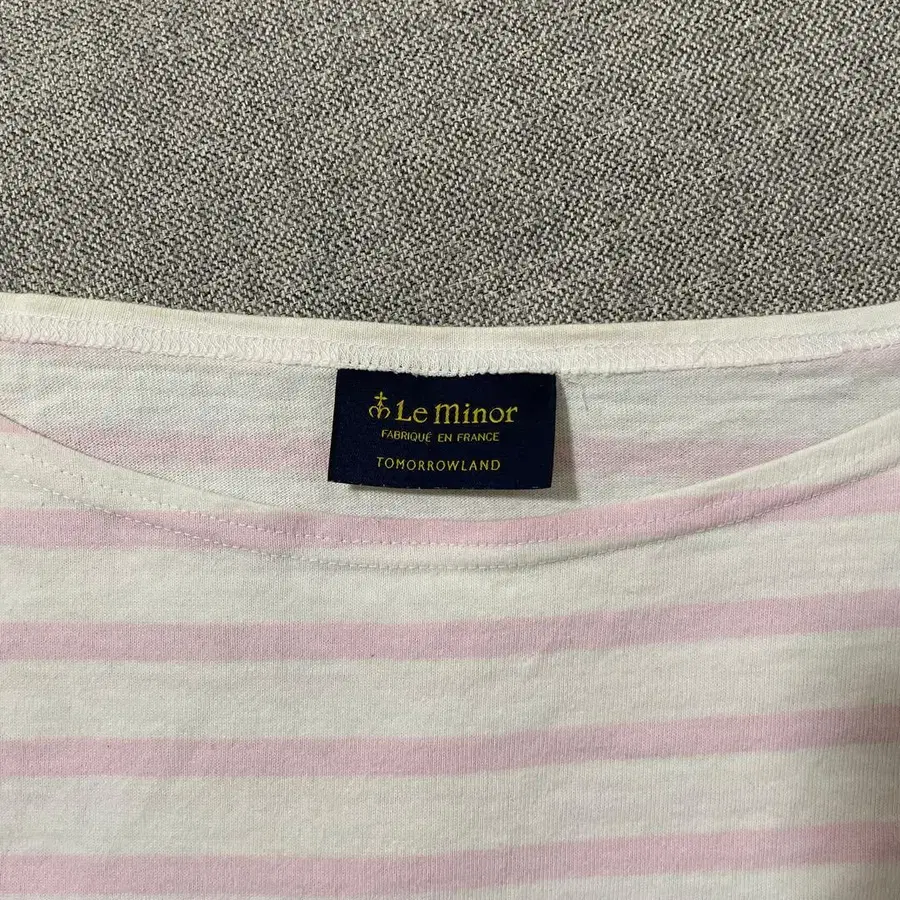 Le Minor
FABRIQUÉ EN FRANCE
TOMORROWLAND